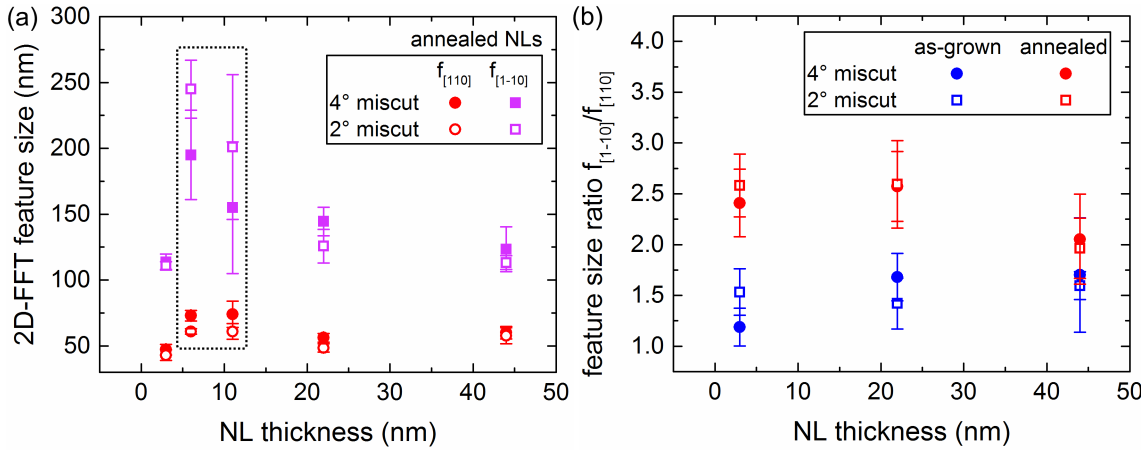 (a)
300
250
200
150
100
50
2D-FFT feature size (nm)
annealed NLs
f[110] f[1-10]
4° miscut
2° miscut
0 10 20 30 40 50
NL thickness (nm)
(b)
4.0
3.5
3.0
2.5
2.0
1.5
1.0
feature size ratio f[1-10]/f[110]
as-grown annealed
4° miscut
2° miscut
0 10 20 30 40 50
NL thickness (nm)